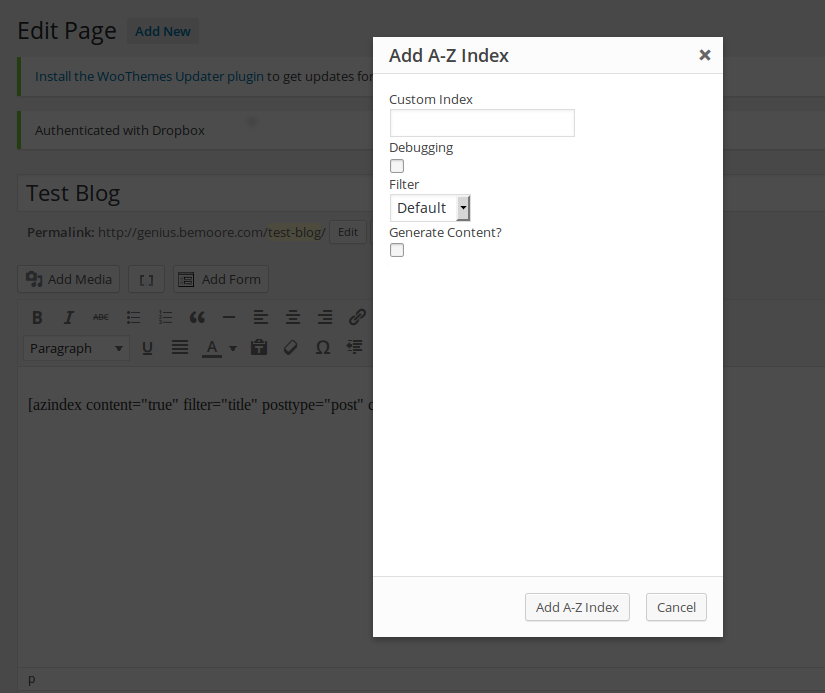 Edit Page Add New
Install the WooThemes Updater plugin to get updates for
Authenticated with Dropbox
Test Blog
Permalink: http://genius.bemoore.com/test-blog/ Edit
Add Media [ ] Add Form
B I ABC
Paragraph U A Ω
[azindex content="true" filter="title" posttype="post" c
p
Add A-Z Index ×
Custom Index
Debugging
Filter
Default
Generate Content?
Add A-Z Index Cancel